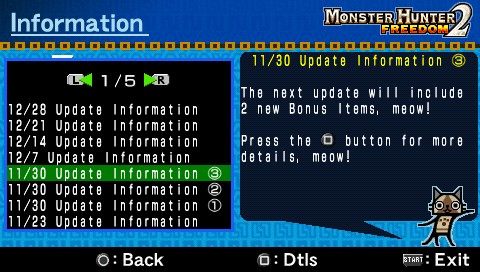 Information
MONSTER HUNTER
FREEDOM 2
L 1/5 R
12/28 Update Information
12/21 Update Information
12/14 Update Information
12/7 Update Information
11/30 Update Information ③
11/30 Update Information ②
11/30 Update Information ①
11/23 Update Information
11/30 Update Information ③
The next update will include
2 new Bonus Items, meow!
Press the button for more
details, meow!
: Back
: Dtls
START: Exit